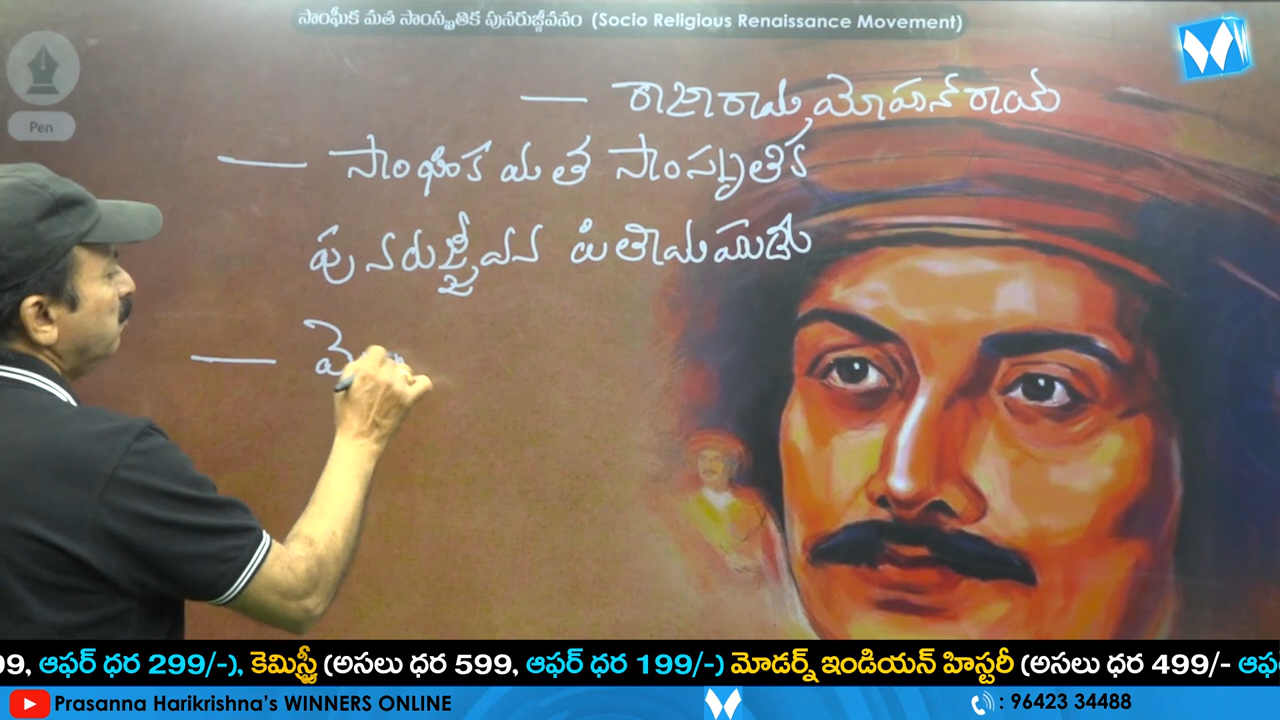 సాంఘీక మత సాంస్కృతిక పునరుజ్జీవనం (Socio Religious Renaissance Movement)
W
Pen
— రాజారామ మోహన్ రాయ్
— సాంఘిక మత సాంస్కృతిక
పునరుజ్జీవన పితామహుడు
— మొ
99, ఆఫర్ ధర 299/-), కెమిస్ట్రీ (అసలు ధర 599, ఆఫర్ ధర 199/-) మోడర్న్ ఇండియన్ హిస్టరీ (అసలు ధర 499/- ఆఫ
Prasanna Harikrishna's WINNERS ONLINE
: 96423 34488